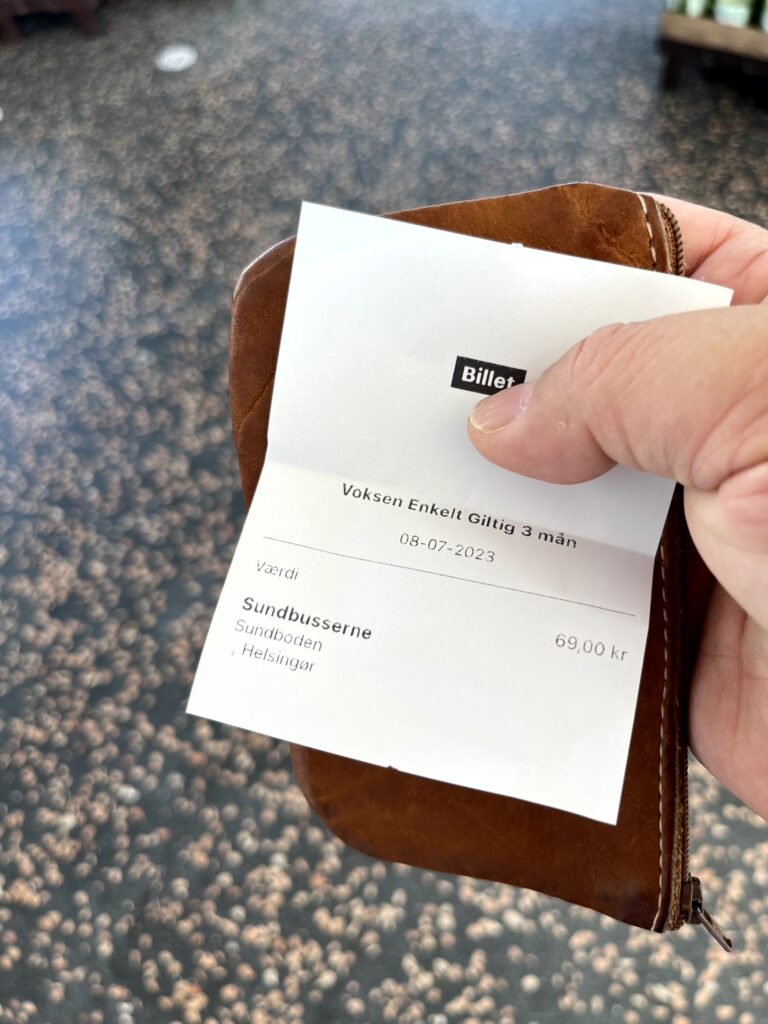 Billet
Voksen Enkelt Giltig 3 mån
08-07-2023
Værdi
Sundbusserne 69,00 kr
Sundboden
, Helsingør